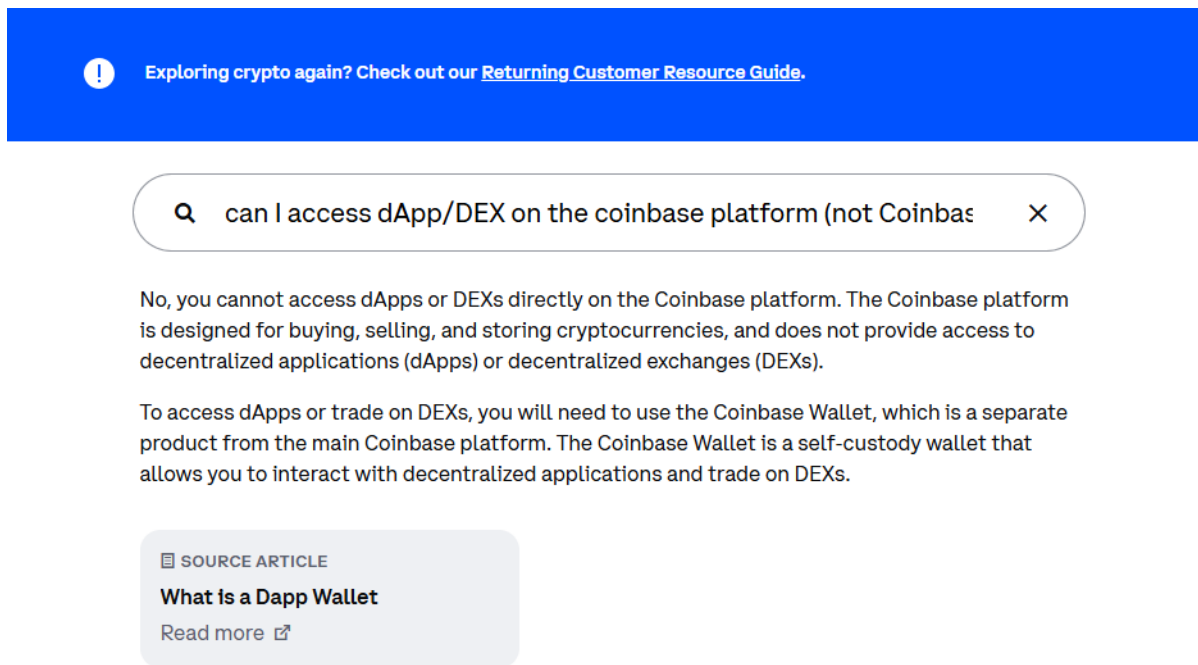 Exploring crypto again? Check out our Returning Customer Resource Guide.
can I access dApp/DEX on the coinbase platform (not Coinbas
No, you cannot access dApps or DEXs directly on the Coinbase platform. The Coinbase platform
is designed for buying, selling, and storing cryptocurrencies, and does not provide access to
decentralized applications (dApps) or decentralized exchanges (DEXs).
To access dApps or trade on DEXs, you will need to use the Coinbase Wallet, which is a separate
product from the main Coinbase platform. The Coinbase Wallet is a self-custody wallet that
allows you to interact with decentralized applications and trade on DEXs.
SOURCE ARTICLE
What is a Dapp Wallet
Read more